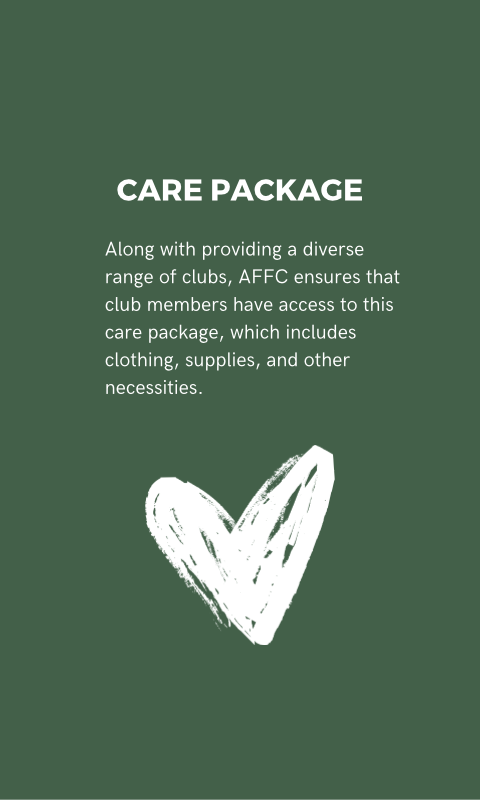 CARE PACKAGE
Along with providing a diverse
range of clubs, AFFC ensures that
club members have access to this
care package, which includes
clothing, supplies, and other
necessities.